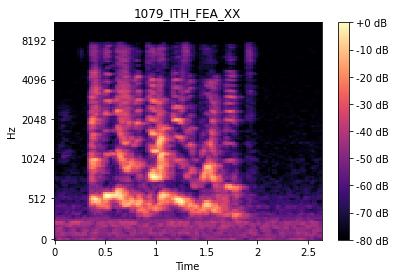 1079_ITH_FEA_XX
8192
4096
2048
1024
512
0
Hz
0
0.5
1
1.5
2
2.5
Time
+0 dB
-10 dB
-20 dB
-30 dB
-40 dB
-50 dB
-60 dB
-70 dB
-80 dB